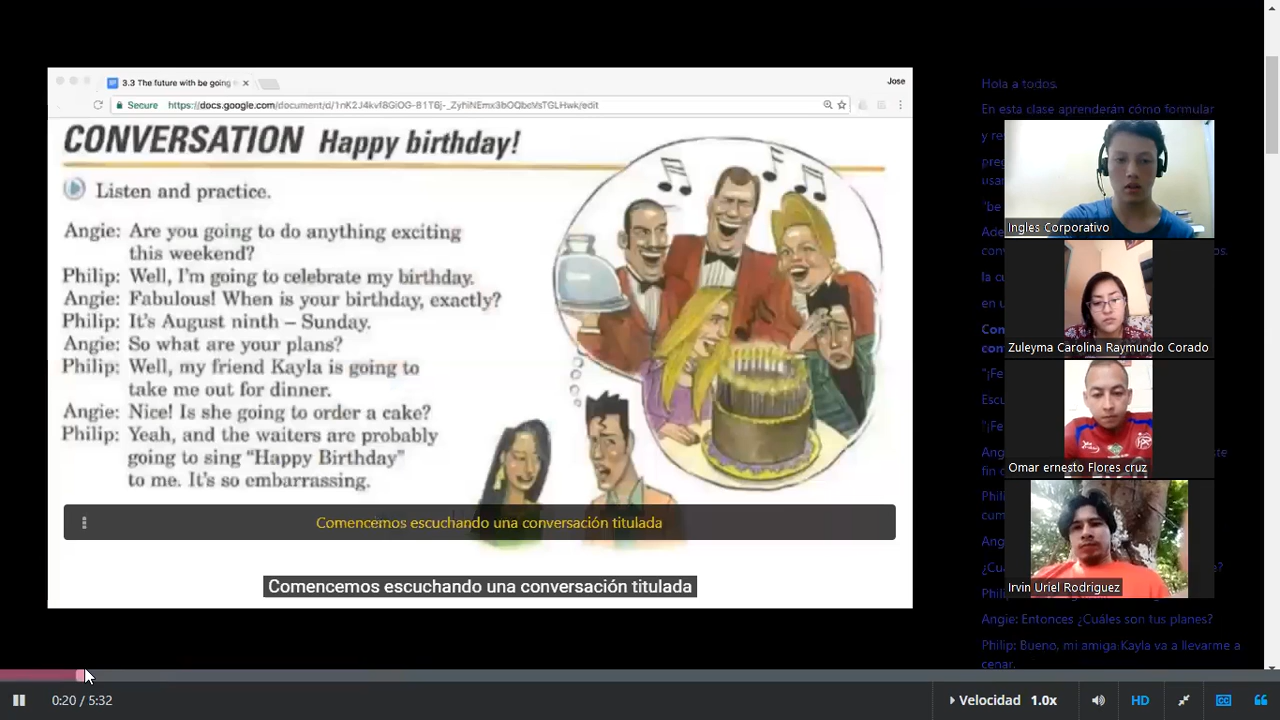 3.3 The future with be going
Jose
Secure
https://docs.google.com/document/d/1nK2J4kvf8GiOG-B1T6j-_ZyhiNEmx3bOQbcVsTGLHwk/edit
CONVERSATION Happy birthday!
Listen and practice.
Angie: Are you going to do anything exciting
this weekend?
Philip: Well, I'm going to celebrate my birthday.
Angie: Fabulous! When is your birthday, exactly?
Philip: It's August ninth – Sunday.
Angie: So what are your plans?
Philip: Well, my friend Kayla is going to
take me out for dinner.
Angie: Nice! Is she going to order a cake?
Philip: Yeah, and the waiters are probably
going to sing "Happy Birthday"
to me. It's so embarrassing.
Comencemos escuchando una conversación titulada
Comencemos escuchando una conversación titulada
Hola a todos.
En esta clase aprenderán cómo formular
Ingles Corporativo
Zuleyma Carolina Raymundo Corado
Omar ernesto Flores cruz
Irvin Uriel Rodriguez
Angie: Entonces ¿Cuáles son tus planes?
Philip: Bueno, mi amiga Kayla va a llevarme a
cenar.
0:20 / 5:32
Velocidad 1.0x
HD
CC